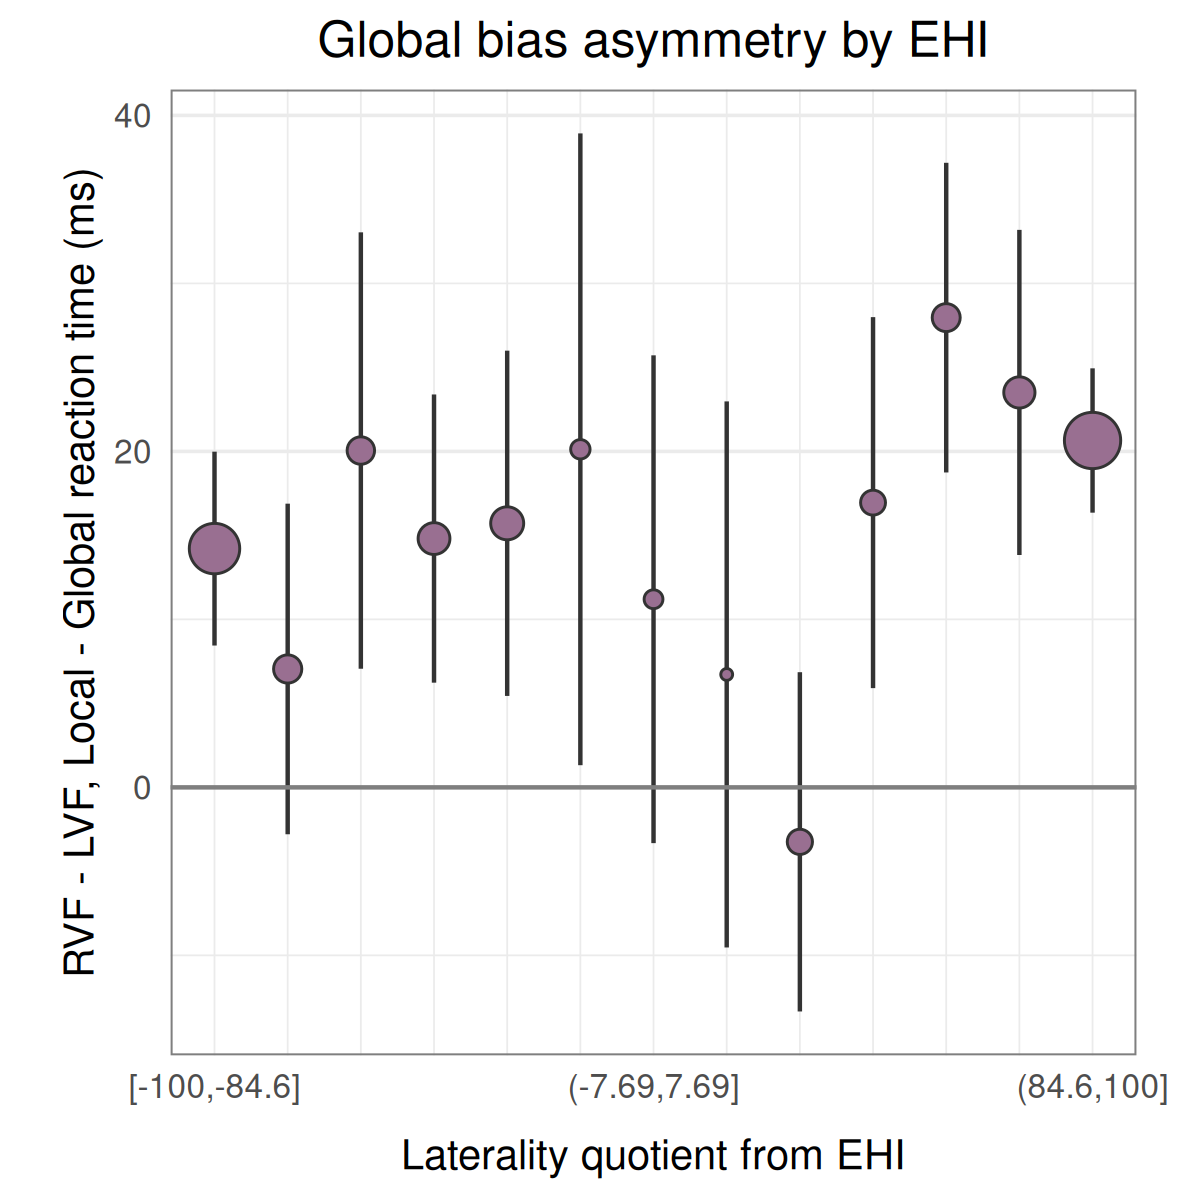 Global bias asymmetry by EHI
RVF - LVF, Local - Global reaction time (ms)
40
20
0
[-100,-84.6]
(-7.69,7.69]
(84.6,100]
Laterality quotient from EHI